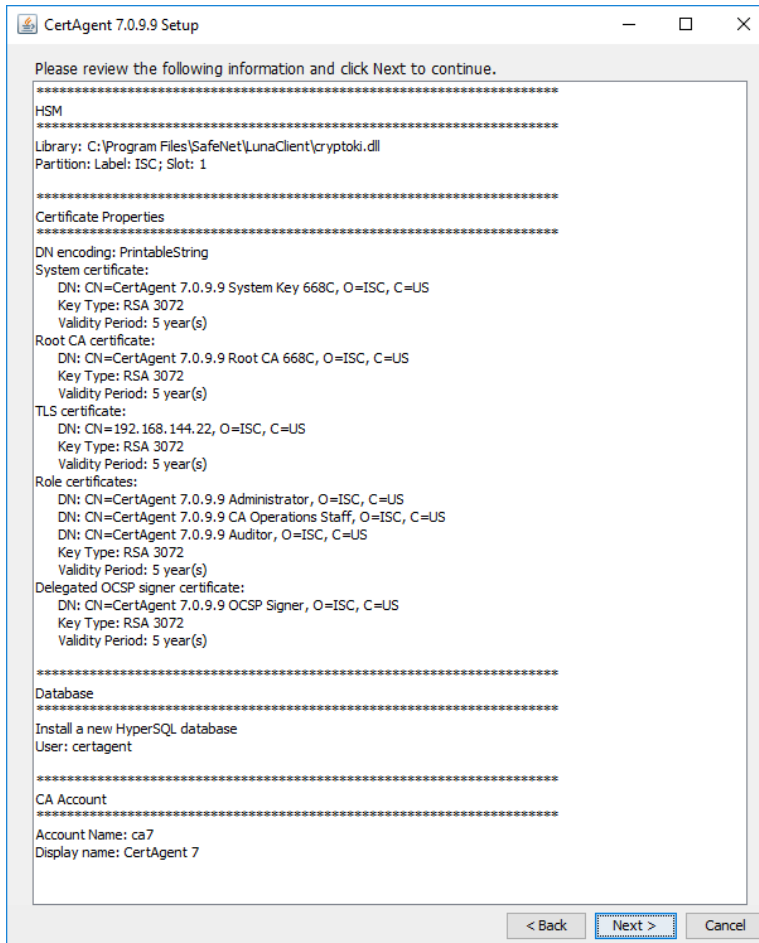 CertAgent 7.0.9.9 Setup
Please review the following information and click Next to continue.
*********************************************************************
HSM
*********************************************************************
Library: C:\Program Files\SafeNet\LunaClient\cryptoki.dll
Partition: Label: ISC; Slot: 1
*********************************************************************
Certificate Properties
*********************************************************************
DN encoding: PrintableString
System certificate:
DN: CN=CertAgent 7.0.9.9 System Key 668C, O=ISC, C=US
Key Type: RSA 3072
Validity Period: 5 year(s)
Root CA certificate:
DN: CN=CertAgent 7.0.9.9 Root CA 668C, O=ISC, C=US
Key Type: RSA 3072
Validity Period: 5 year(s)
TLS certificate:
DN: CN=192.168.144.22, O=ISC, C=US
Key Type: RSA 3072
Validity Period: 5 year(s)
Role certificates:
DN: CN=CertAgent 7.0.9.9 Administrator, O=ISC, C=US
DN: CN=CertAgent 7.0.9.9 CA Operations Staff, O=ISC, C=US
DN: CN=CertAgent 7.0.9.9 Auditor, O=ISC, C=US
Key Type: RSA 3072
Validity Period: 5 year(s)
Delegated OCSP signer certificate:
DN: CN=CertAgent 7.0.9.9 OCSP Signer, O=ISC, C=US
Key Type: RSA 3072
Validity Period: 5 year(s)
*********************************************************************
Database
*********************************************************************
Install a new HyperSQL database
User: certagent
*********************************************************************
CA Account
*********************************************************************
Account Name: ca7
Display name: CertAgent 7
< Back Next > Cancel